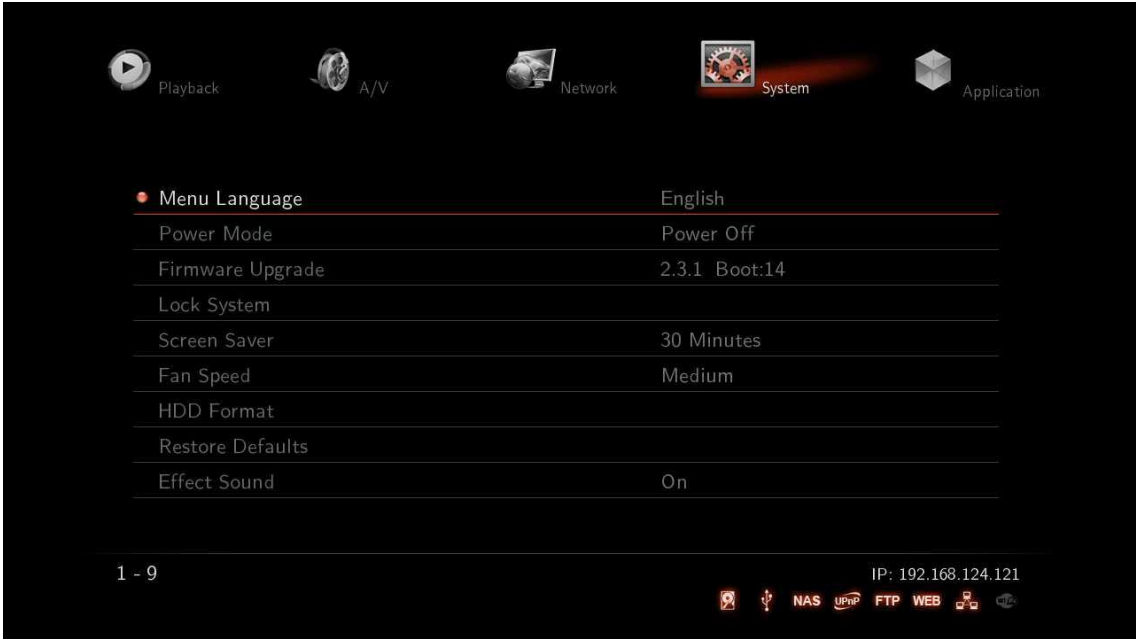 Playback A/V Network System Application
Menu Language English
Power Mode Power Off
Firmware Upgrade 2.3.1 Boot:14
Lock System
Screen Saver 30 Minutes
Fan Speed Medium
HDD Format
Restore Defaults
Effect Sound On
1 - 9 IP: 192.168.124.121
NAS UPnP FTP WEB